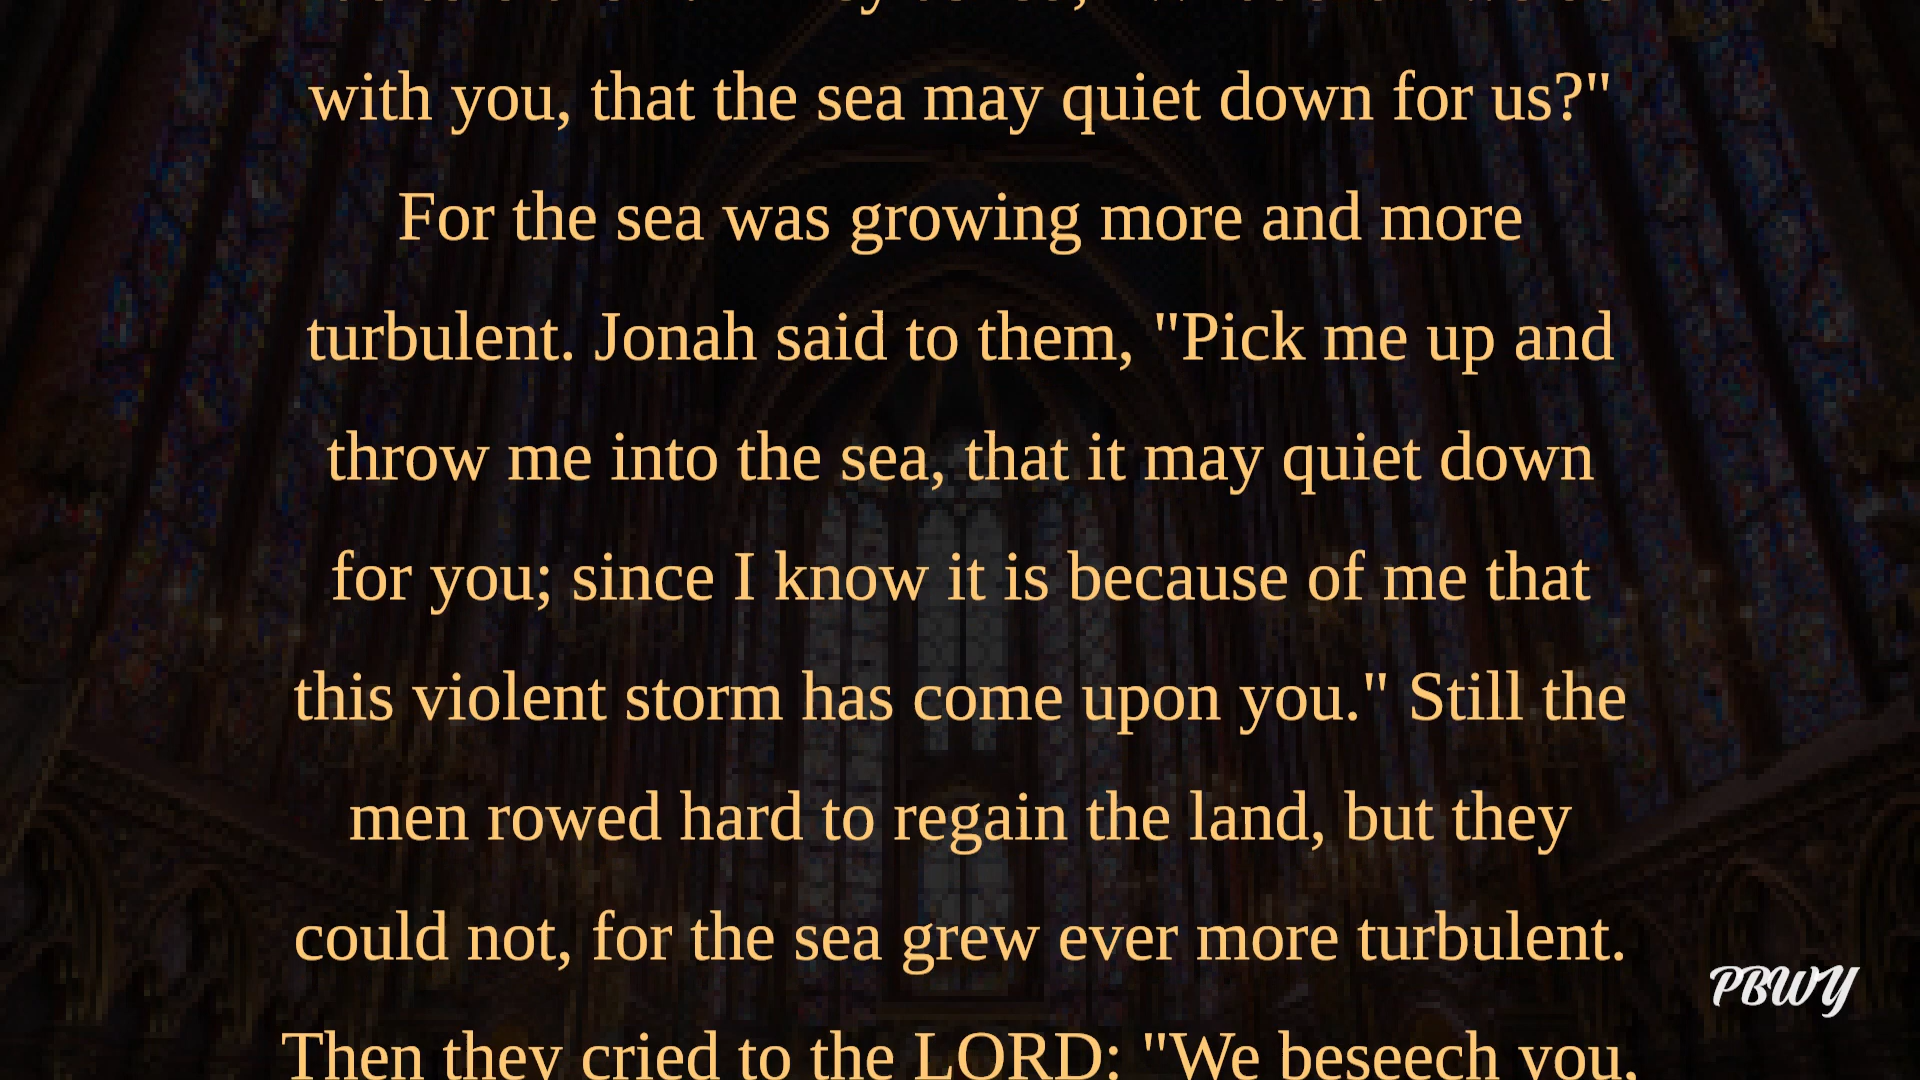 with you, that the sea may quiet down for us?"
For the sea was growing more and more
turbulent. Jonah said to them, "Pick me up and
throw me into the sea, that it may quiet down
for you; since I know it is because of me that
this violent storm has come upon you." Still the
men rowed hard to regain the land, but they
could not, for the sea grew ever more turbulent.
PBWY
Then they cried to the LORD: "We beseech you,